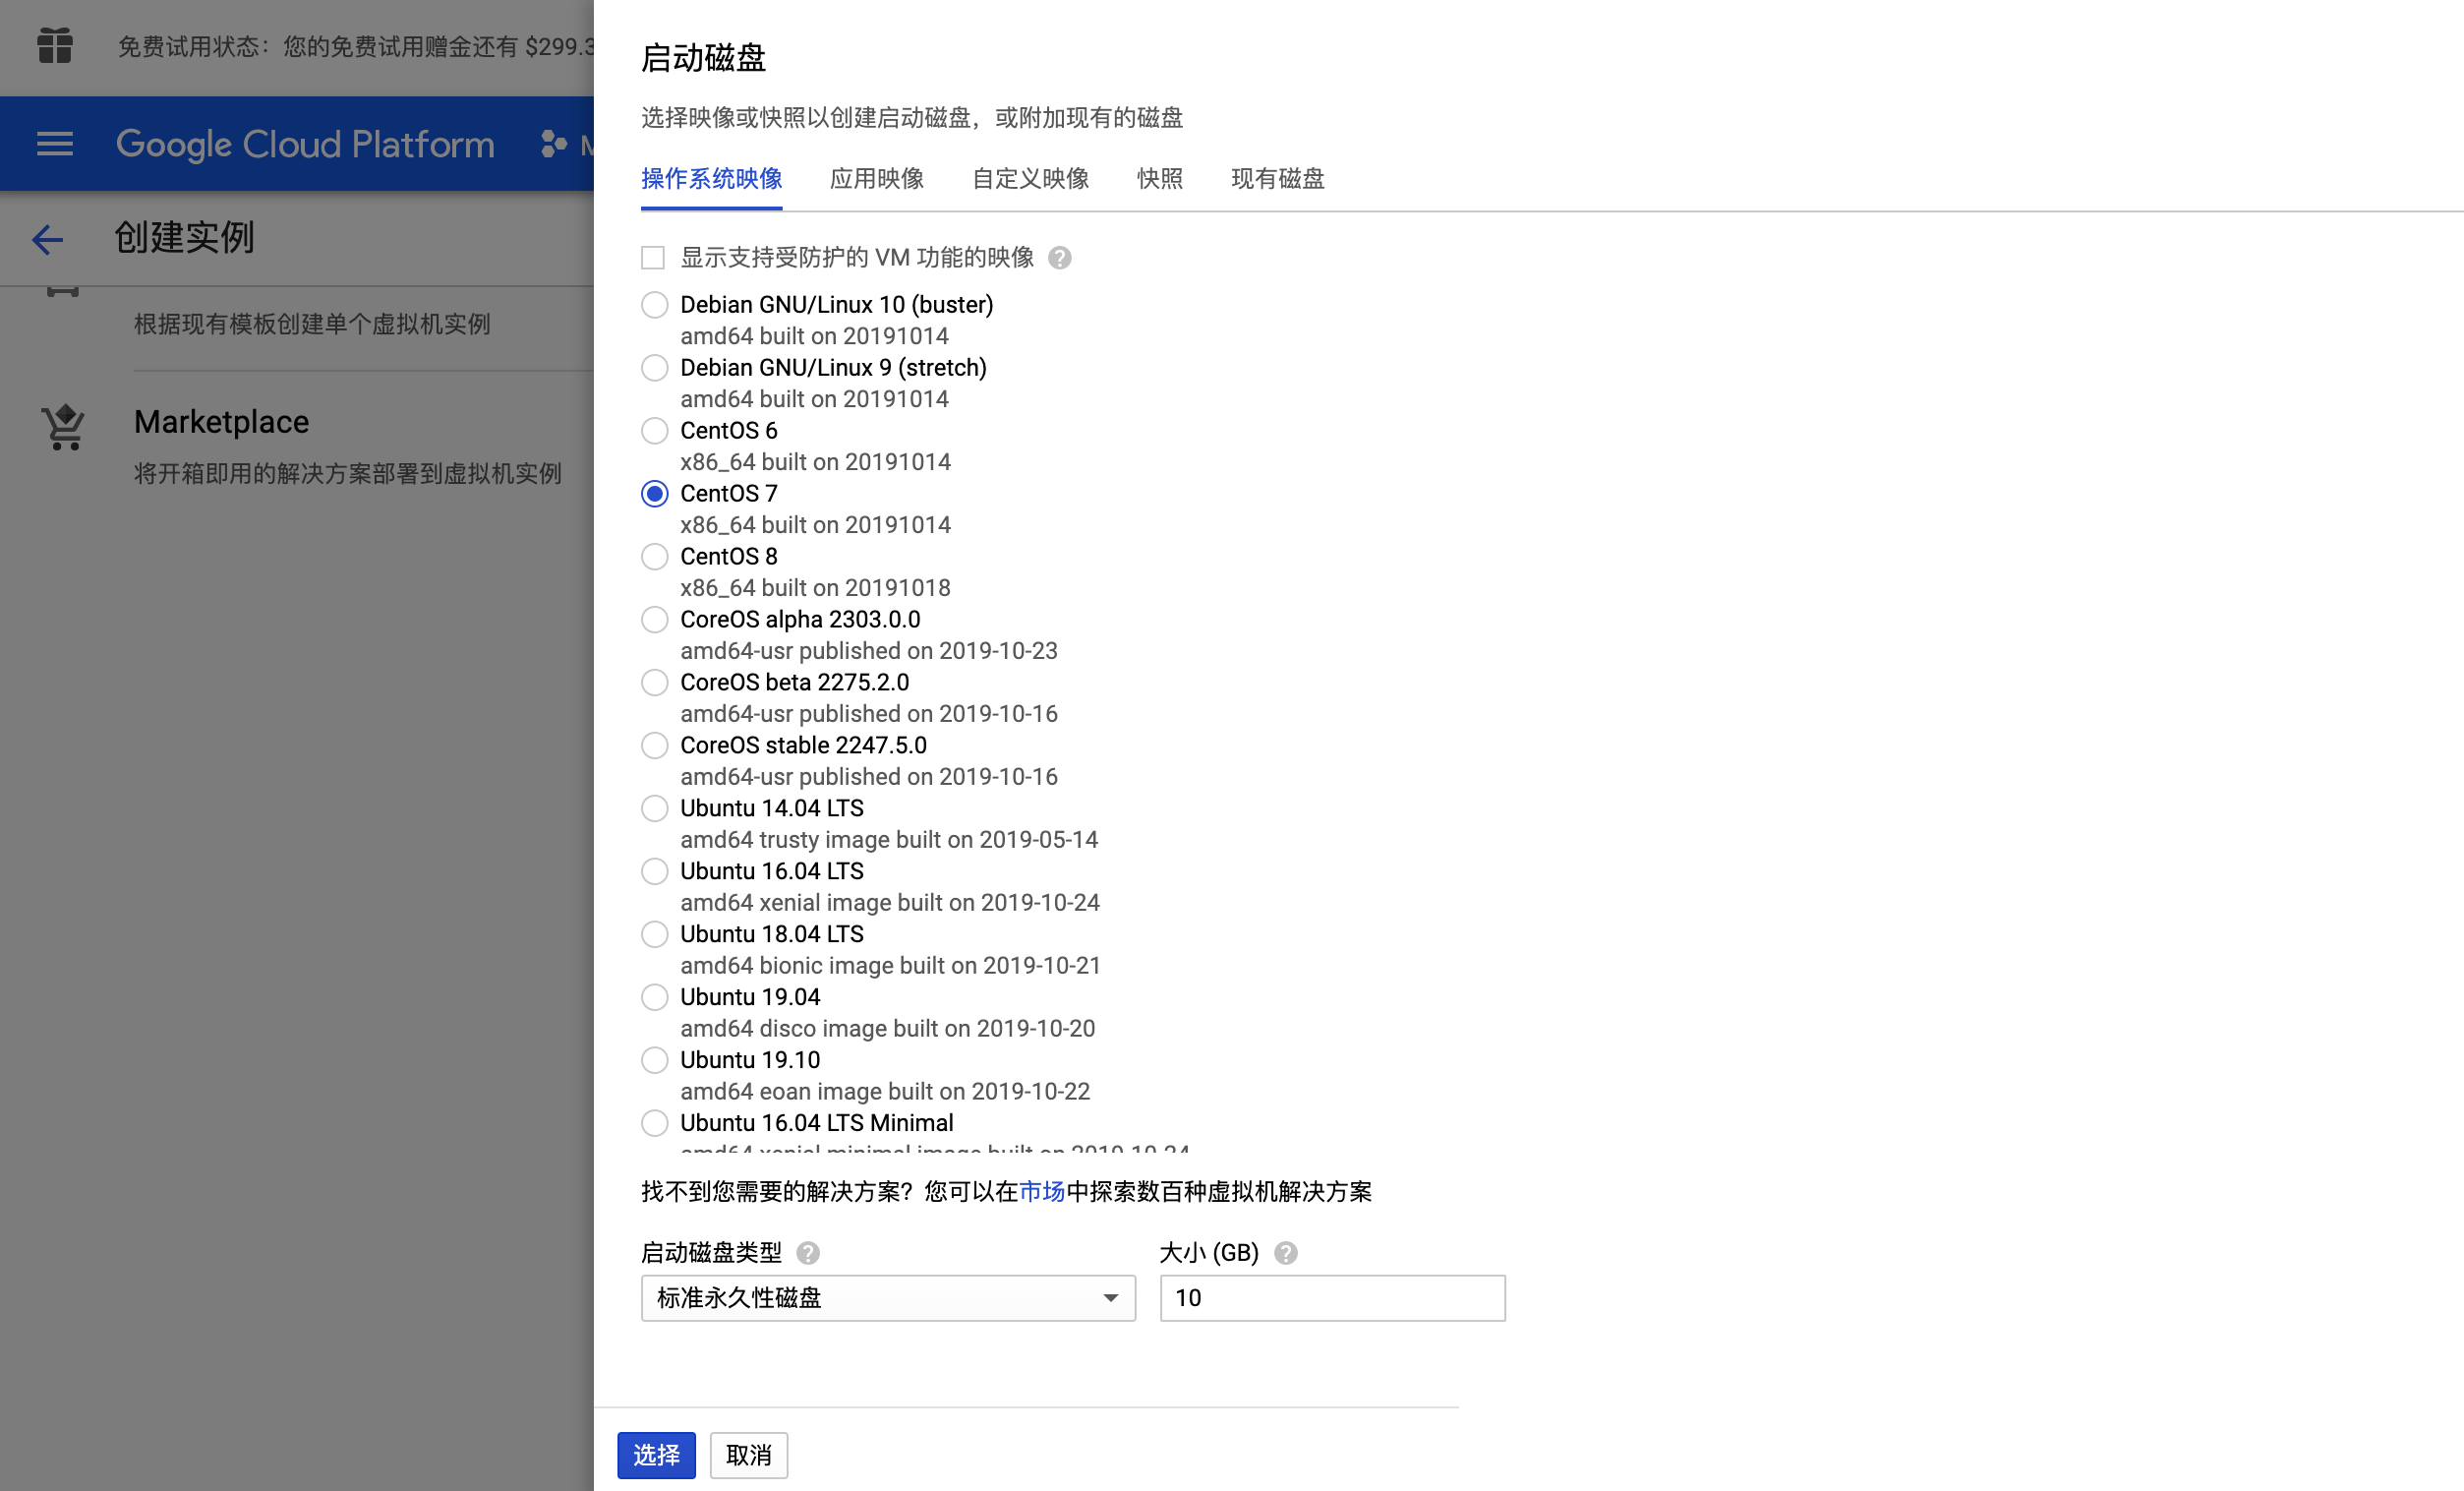 免费试用状态：您的免费试用赠金还有 $299.3
Google Cloud Platform
创建实例
根据现有模板创建单个虚拟机实例
Marketplace
将开箱即用的解决方案部署到虚拟机实例
启动磁盘
选择映像或快照以创建启动磁盘，或附加现有的磁盘
操作系统映像 应用映像 自定义映像 快照 现有磁盘
显示支持受防护的 VM 功能的映像
Debian GNU/Linux 10 (buster)
amd64 built on 20191014
Debian GNU/Linux 9 (stretch)
amd64 built on 20191014
CentOS 6
x86_64 built on 20191014
CentOS 7
x86_64 built on 20191014
CentOS 8
x86_64 built on 20191018
CoreOS alpha 2303.0.0
amd64-usr published on 2019-10-23
CoreOS beta 2275.2.0
amd64-usr published on 2019-10-16
CoreOS stable 2247.5.0
amd64-usr published on 2019-10-16
Ubuntu 14.04 LTS
amd64 trusty image built on 2019-05-14
Ubuntu 16.04 LTS
amd64 xenial image built on 2019-10-24
Ubuntu 18.04 LTS
amd64 bionic image built on 2019-10-21
Ubuntu 19.04
amd64 disco image built on 2019-10-20
Ubuntu 19.10
amd64 eoan image built on 2019-10-22
Ubuntu 16.04 LTS Minimal
amd64 xenial minimal image built on 2019-10-24
找不到您需要的解决方案？您可以在市场中探索数百种虚拟机解决方案
启动磁盘类型
大小 (GB)
标准永久性磁盘
10
选择
取消